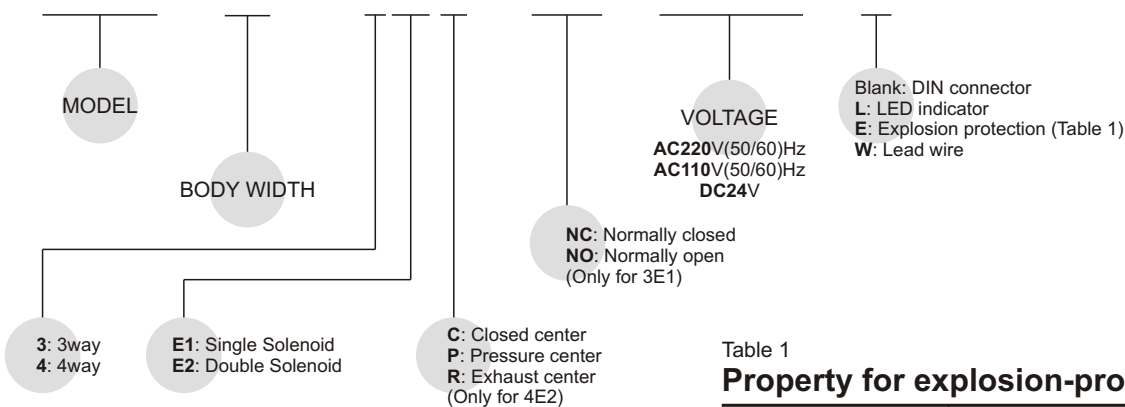 MODEL
BODY WIDTH
VOLTAGE
AC220V(50/60)Hz
AC110V(50/60)Hz
DC24V
Blank: DIN connector
L: LED indicator
E: Explosion protection (Table 1)
W: Lead wire
NC: Normally closed
NO: Normally open
(Only for 3E1)
3: 3way
4: 4way
E1: Single Solenoid
E2: Double Solenoid
C: Closed center
P: Pressure center
R: Exhaust center
(Only for 4E2)
Table 1
Property for explosion-pro